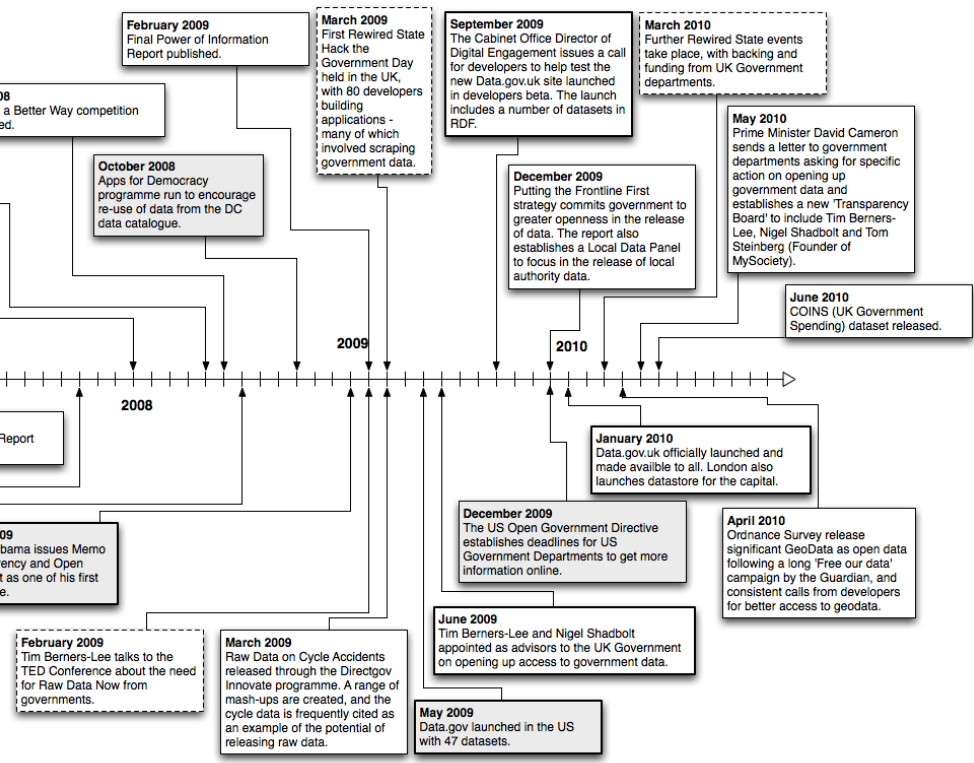 February 2009
Final Power of Information
Report published.
March 2009
First Rewired State
Hack the
Government Day
held in the UK,
with 80 developers
building
applications -
many of which
involved scraping
government data.
September 2009
The Cabinet Office Director of
Digital Engagement issues a call
for developers to help test the
new Data.gov.uk site launched
in developers beta. The launch
includes a number of datasets in
RDF.
March 2010
Further Rewired State events
take place, with backing and
funding from UK Government
departments.
08
a Better Way competition
ed.
October 2008
Apps for Democracy
programme run to encourage
re-use of data from the DC
data catalogue.
December 2009
Putting the Frontline First
strategy commits government to
greater openness in the release
of data. The report also
establishes a Local Data Panel
to focus in the release of local
authority data.
May 2010
Prime Minister David Cameron
sends a letter to government
departments asking for specific
action on opening up
government data and
establishes a new 'Transparency
Board' to include Tim Berners-
Lee, Nigel Shadbolt and Tom
Steinberg (Founder of
MySociety).
June 2010
COINS (UK Government
Spending) dataset released.
2009
2010
2008
Report
January 2010
Data.gov.uk officially launched and
made availble to all. London also
launches datastore for the capital.
09
bama issues Memo
rency and Open
t as one of his first
e.
December 2009
The US Open Government Directive
establishes deadlines for US
Government Departments to get more
information online.
April 2010
Ordnance Survey release
significant GeoData as open data
following a long 'Free our data'
campaign by the Guardian, and
consistent calls from developers
for better access to geodata.
February 2009
Tim Berners-Lee talks to the
TED Conference about the need
for Raw Data Now from
governments.
March 2009
Raw Data on Cycle Accidents
released through the Directgov
Innovate programme. A range of
mash-ups are created, and the
cycle data is frequently cited as
an example of the potential of
releasing raw data.
June 2009
Tim Berners-Lee and Nigel Shadbolt
appointed as advisors to the UK Government
on opening up access to government data.
May 2009
Data.gov launched in the US
with 47 datasets.